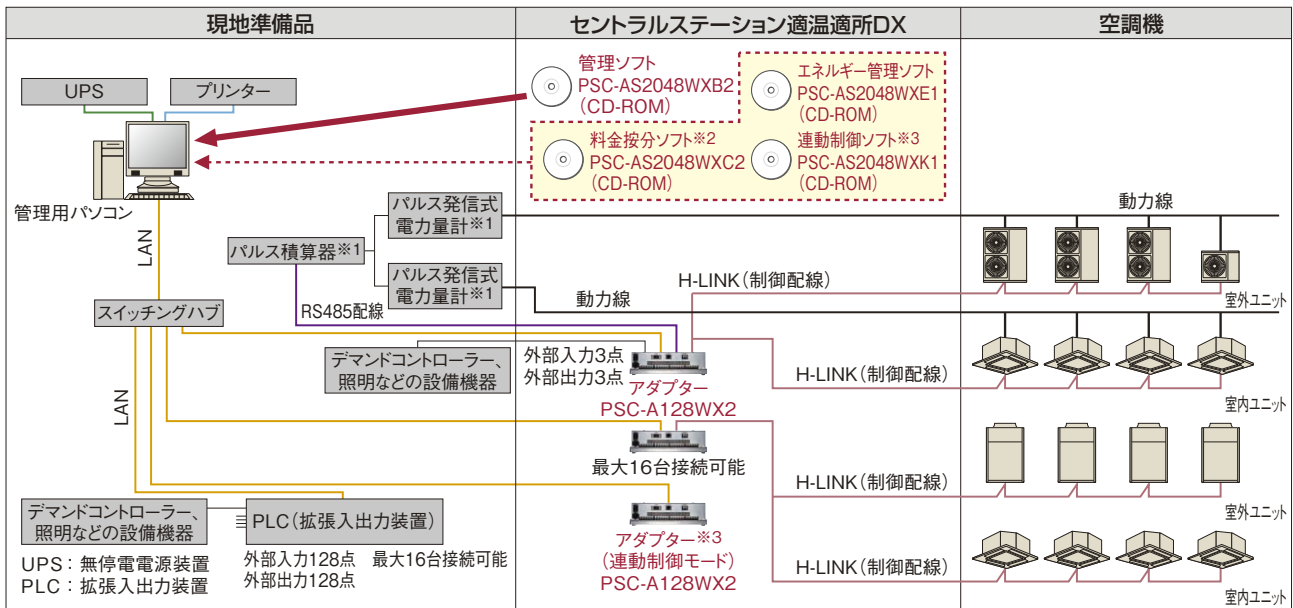 現地準備品
セントラルステーション適温適所DX
空調機
UPS
プリンター
管理用パソコン
管理ソフト
PSC-AS2048WXB2
(CD-ROM)
エネルギー管理ソフト
PSC-AS2048WXE1
(CD-ROM)
料金按分ソフト※2
PSC-AS2048WXC2
(CD-ROM)
連動制御ソフト※3
PSC-AS2048WXK1
(CD-ROM)
LAN
パルス積算器※1
パルス発信式
電力量計※1
パルス発信式
電力量計※1
動力線
動力線
H-LINK(制御配線)
室外ユニット
スイッチングハブ
RS485配線
デマンドコントローラー、
照明などの設備機器
外部入力3点
外部出力3点
アダプター
PSC-A128WX2
H-LINK(制御配線)
室内ユニット
LAN
最大16台接続可能
H-LINK(制御配線)
室外ユニット
デマンドコントローラー、
照明などの設備機器
PLC(拡張入出力装置)
外部入力128点 最大16台接続可能
外部出力128点
UPS:無停電電源装置
PLC:拡張入出力装置
アダプター※3
(連動制御モード)
PSC-A128WX2
H-LINK(制御配線)
室内ユニット